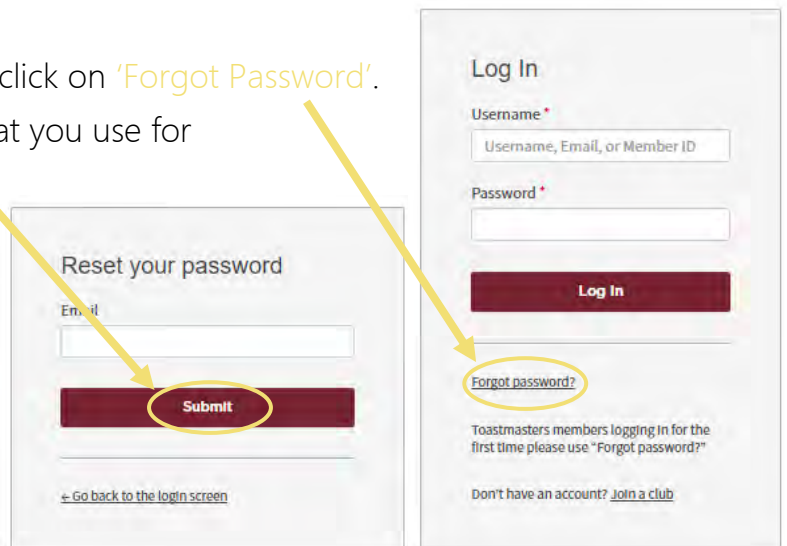 click on ‘Forgot Password’.
at you use for
Reset your password
Email
Submit
← Go back to the login screen
Log In
Username *
Username, Email, or Member ID
Password *
Log In
Forgot password?
Toastmasters members logging in for the
first time please use “Forgot password?”
Don't have an account? Join a club